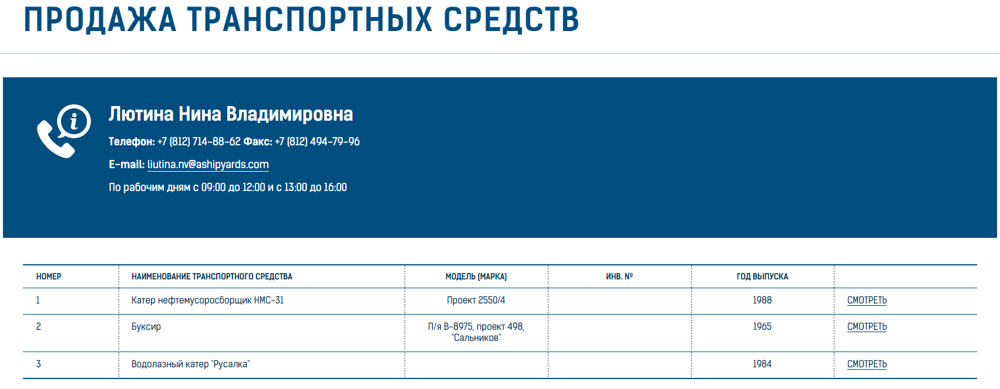 ПРОДАЖА ТРАНСПОРТНЫХ СРЕДСТВ
i
Лютина Нина Владимировна
Телефон: +7 (812) 714-88-62 Факс: +7 (812) 494-79-96
E-mail: liutina.nv@ashipyards.com
По рабочим дням с 09:00 до 12:00 и с 13:00 до 16:00
НОМЕР НАИМЕНОВАНИЕ ТРАНСПОРТНОГО СРЕДСТВА МОДЕЛЬ (МАРКА) ИНВ. № ГОД ВЫПУСКА
1 Катер нефтемусоросборщик НМС-31 Проект 2550/4 1988 СМОТРЕТЬ
2 Буксир П/я В-8975, проект 498, 1965 СМОТРЕТЬ
"Сальников"
3 Водолазный катер "Русалка" 1984 СМОТРЕТЬ